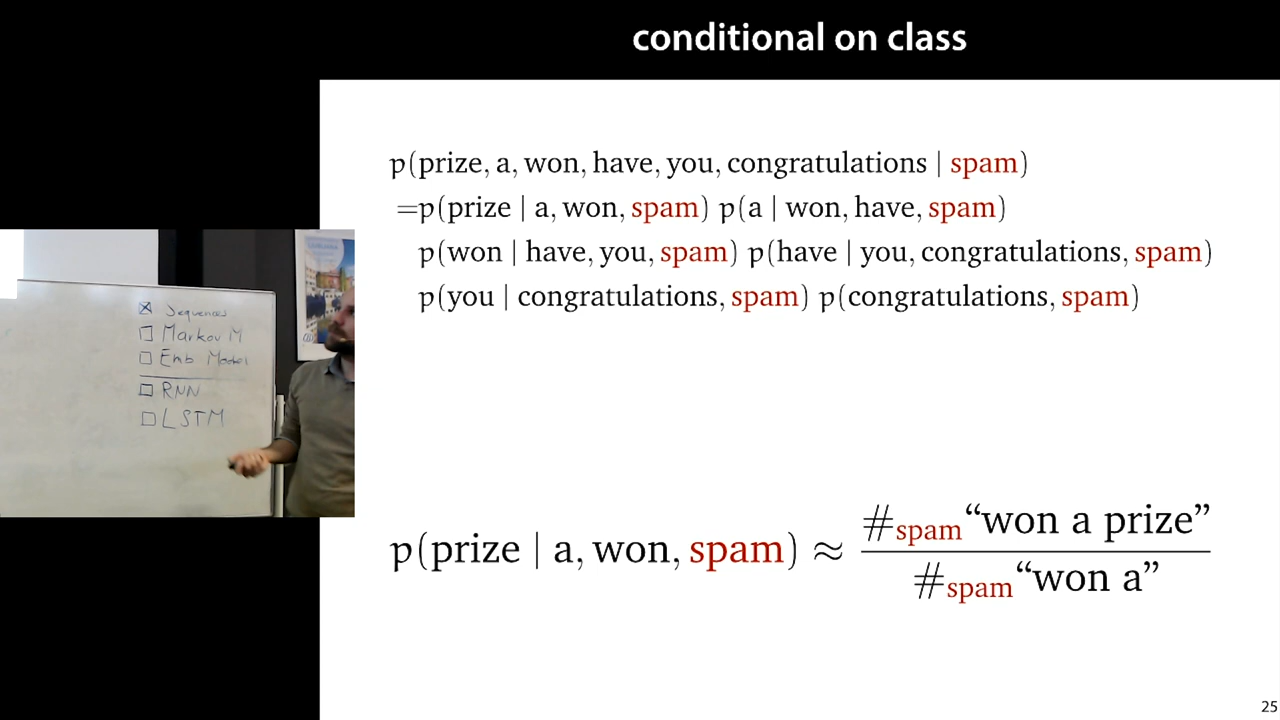 conditional on class
p(prize, a, won, have, you, congratulations | spam)
=p(prize | a, won, spam) p(a | won, have, spam)
p(won | have, you, spam) p(have | you, congratulations, spam)
p(you | congratulations, spam) p(congratulations, spam)
☒ Sequences
☐ Markov M
☐ Emb Model
☐ RNN
☐ LSTM
p(prize | a, won, spam) ≈ #spam“won a prize”
#spam“won a”
25